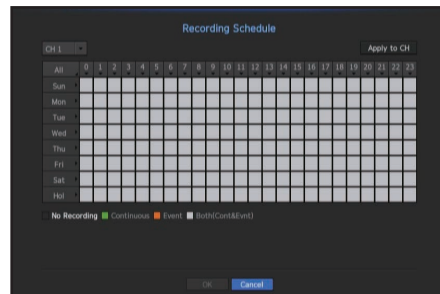 Recording Schedule
CH 1
Apply to CH
All 0 1 2 3 4 5 6 7 8 9 10 11 12 13 14 15 16 17 18 19 20 21 22 23
Sun
Mon
Tue
Wed
Thu
Fri
Sat
Hol
No Recording Continuous Event Both(Cont&Evnt)
OK Cancel